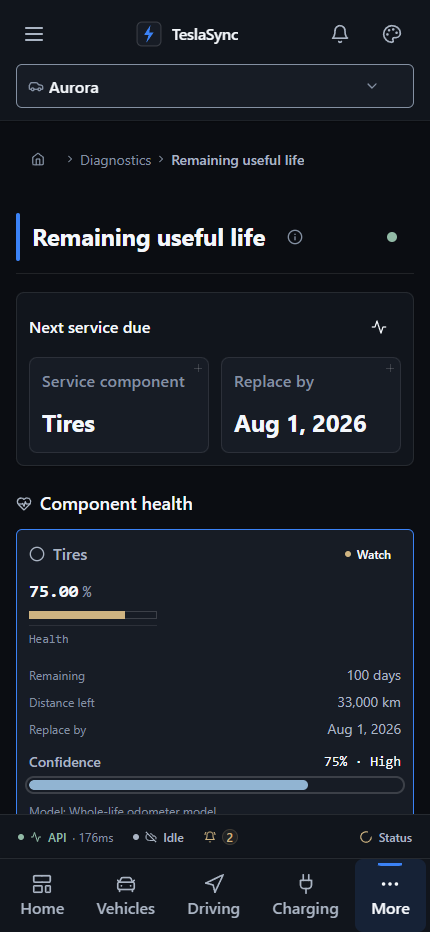 TeslaSync
Aurora
Diagnostics Remaining useful life
Remaining useful life
Next service due
Service component
Tires
Replace by
Aug 1, 2026
Component health
Tires
Watch
75.00 %
Health
Remaining 100 days
Distance left 33,000 km
Replace by Aug 1, 2026
Confidence 75% · High
Model: Whole-life odometer model
API · 176ms Idle 2 Status
Home Vehicles Driving Charging More